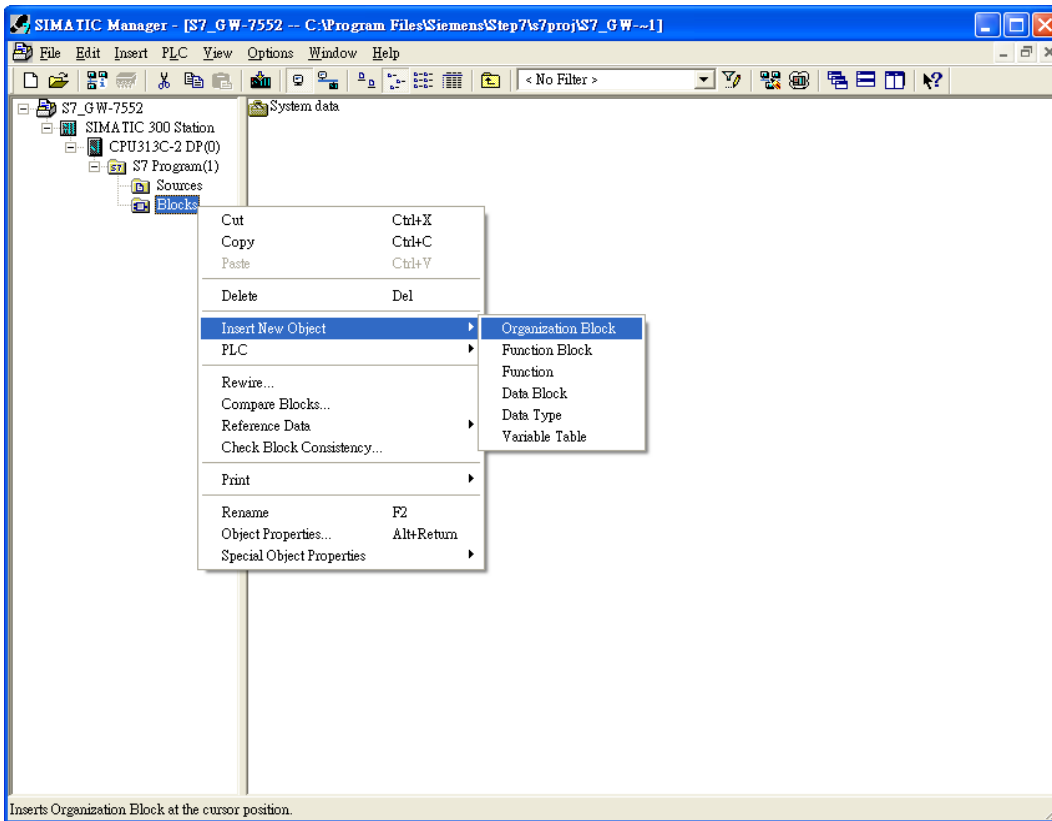 SIMATIC Manager - [S7_GW-7552 -- C:\Program Files\Siemens\Step7\s7proj\S7_GW-~1]
File Edit Insert PLC View Options Window Help
< No Filter >
S7_GW-7552
SIMATIC 300 Station
CPU313C-2 DP(0)
S7 Program(1)
Sources
Blocks
System data
Cut Ctrl+X
Copy Ctrl+C
Paste Ctrl+V
Delete Del
Insert New Object
PLC
Rewire...
Compare Blocks...
Reference Data
Check Block Consistency...
Print
Rename F2
Object Properties... Alt+Return
Special Object Properties
Organization Block
Function Block
Function
Data Block
Data Type
Variable Table
Inserts Organization Block at the cursor position.